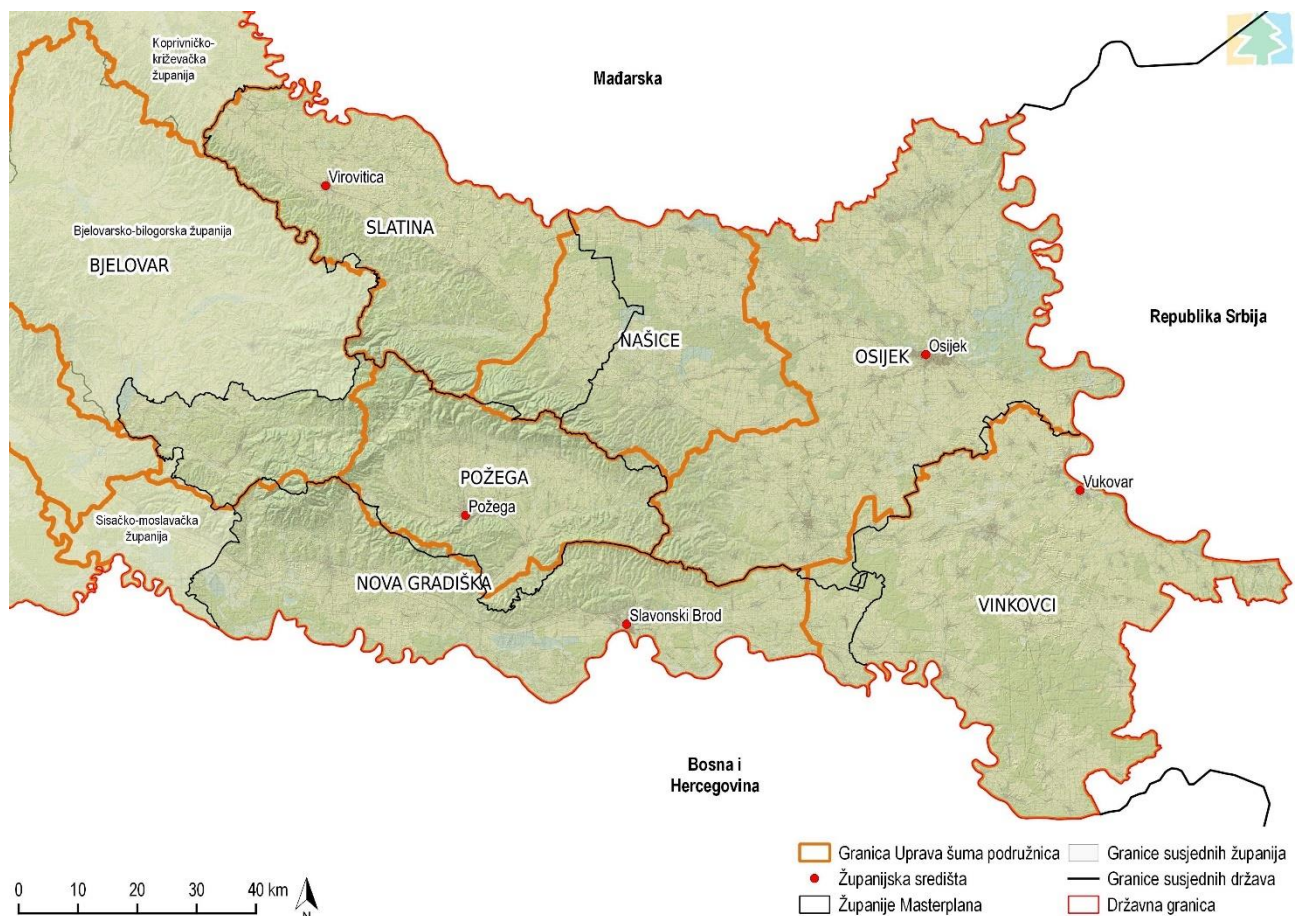 Koprivničko-
križevačka
županija
Mađarska
Virovitica
SLATINA
Bjelovarsko-bilogorska županija
BJELOVAR
Republika Srbija
NAŠICE
OSIJEK
Osijek
POŽEGA
Požega
Vukovar
Sisačko-moslavačka
županija
NOVA GRADIŠKA
VINKOVCI
Slavonski Brod
Bosna i
Hercegovina
Granica Uprava šuma podružnica
Županijska središta
Županije Masterplana
Granice susjednih županija
Granice susjednih država
Državna granica
0 10 20 30 40 km
N